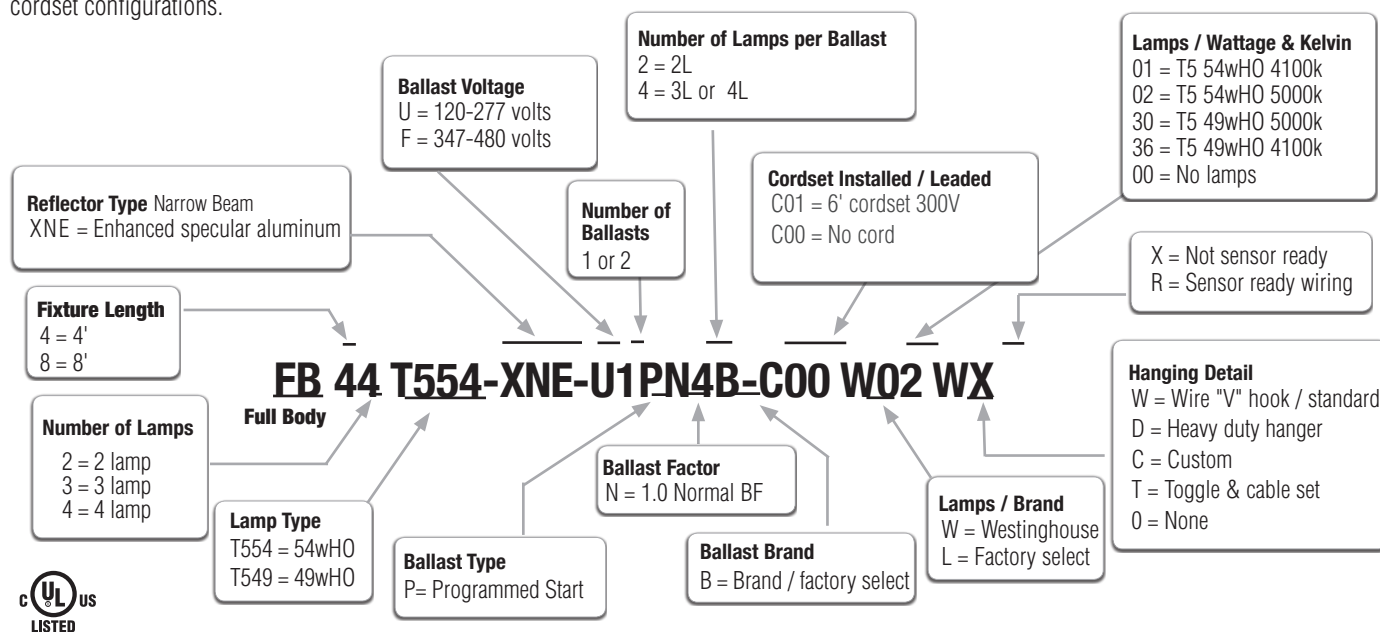 cordset configurations.
Number of Lamps per Ballast
2 = 2L
4 = 3L or 4L
Lamps / Wattage & Kelvin
01 = T5 54wHO 4100k
02 = T5 54wHO 5000k
30 = T5 49wHO 5000k
36 = T5 49wHO 4100k
00 = No lamps
Ballast Voltage
U = 120-277 volts
F = 347-480 volts
Reflector Type Narrow Beam
XNE = Enhanced specular aluminum
Number of
Ballasts
1 or 2
Cordset Installed / Leaded
C01 = 6' cordset 300V
C00 = No cord
X = Not sensor ready
R = Sensor ready wiring
Fixture Length
4 = 4'
8 = 8'
FB 44 T554-XNE-U1PN4B-C00 W02 WX
Full Body
Number of Lamps
2 = 2 lamp
3 = 3 lamp
4 = 4 lamp
Lamp Type
T554 = 54wHO
T549 = 49wHO
Ballast Type
P= Programmed Start
Ballast Factor
N = 1.0 Normal BF
Ballast Brand
B = Brand / factory select
Lamps / Brand
W = Westinghouse
L = Factory select
Hanging Detail
W = Wire "V" hook / standard
D = Heavy duty hanger
C = Custom
T = Toggle & cable set
0 = None
c UL US
LISTED